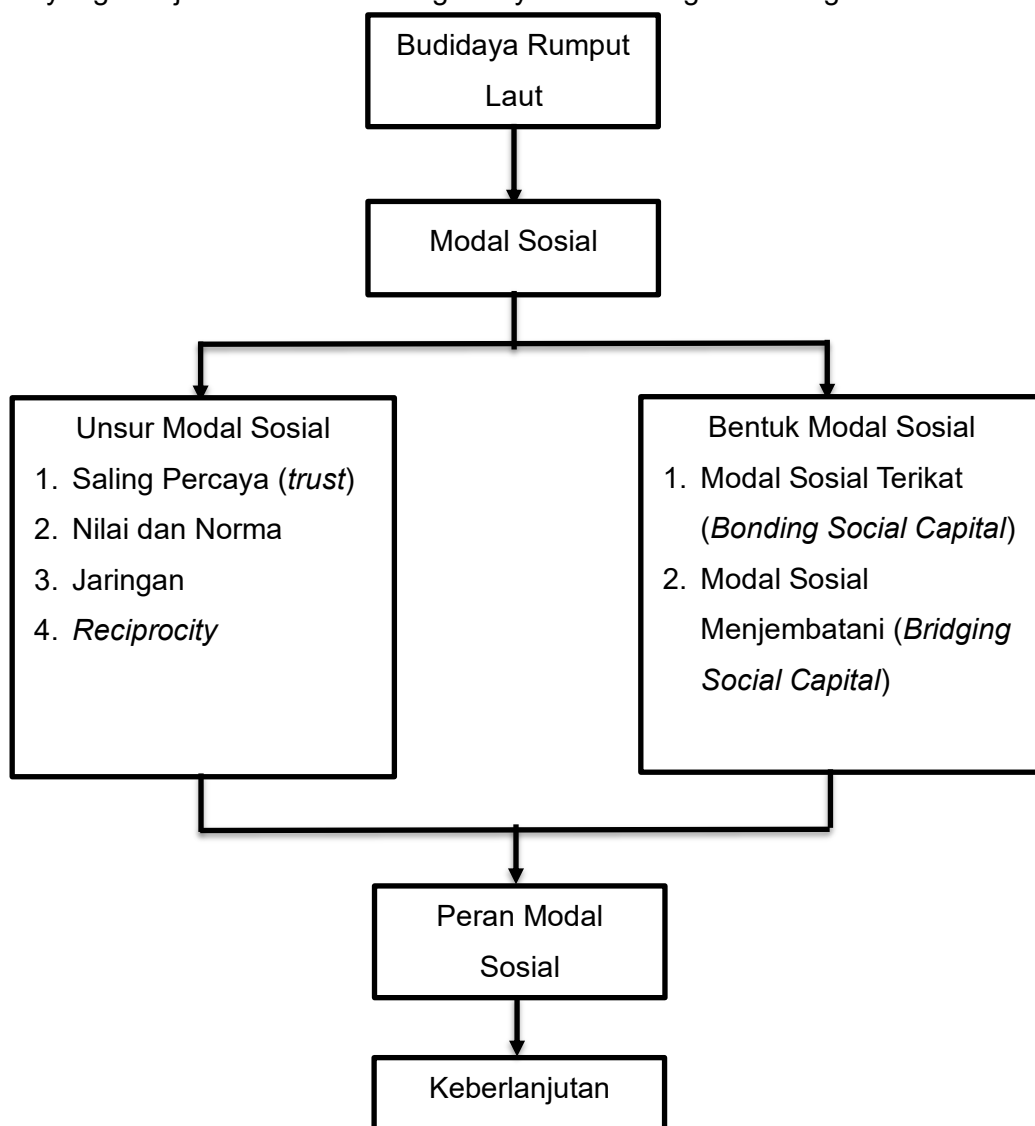 Budidaya Rumput
Laut
Modal Sosial
Unsur Modal Sosial
1. Saling Percaya (trust)
2. Nilai dan Norma
3. Jaringan
4. Reciprocity
Bentuk Modal Sosial
1. Modal Sosial Terikat
(Bonding Social Capital)
2. Modal Sosial
Menjembatani (Bridging
Social Capital)
Peran Modal
Sosial
Keberlanjutan